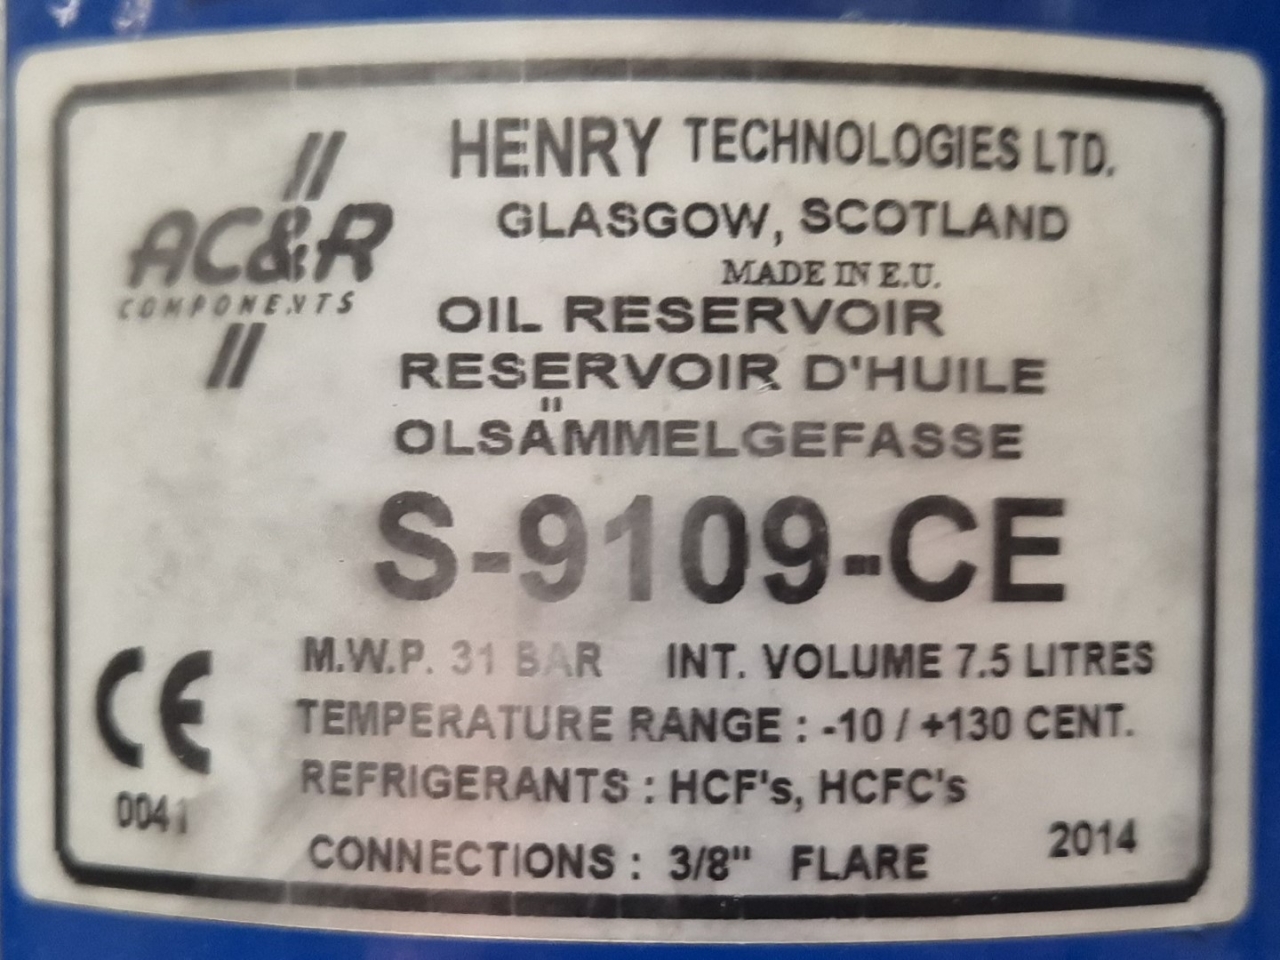 HENRY TECHNOLOGIES LTD.
GLASGOW, SCOTLAND
MADE IN E.U.
AC&R
COMPONENTS
OIL RESERVOIR
RESERVOIR D'HUILE
OLSÄMMELGEFASSE
S-9109-CE
M.W.P. 31 BAR INT. VOLUME 7.5 LITRES
TEMPERATURE RANGE : -10 / +130 CENT.
REFRIGERANTS : HCF's, HCFC's
CE
0041
CONNECTIONS : 3/8" FLARE
2014